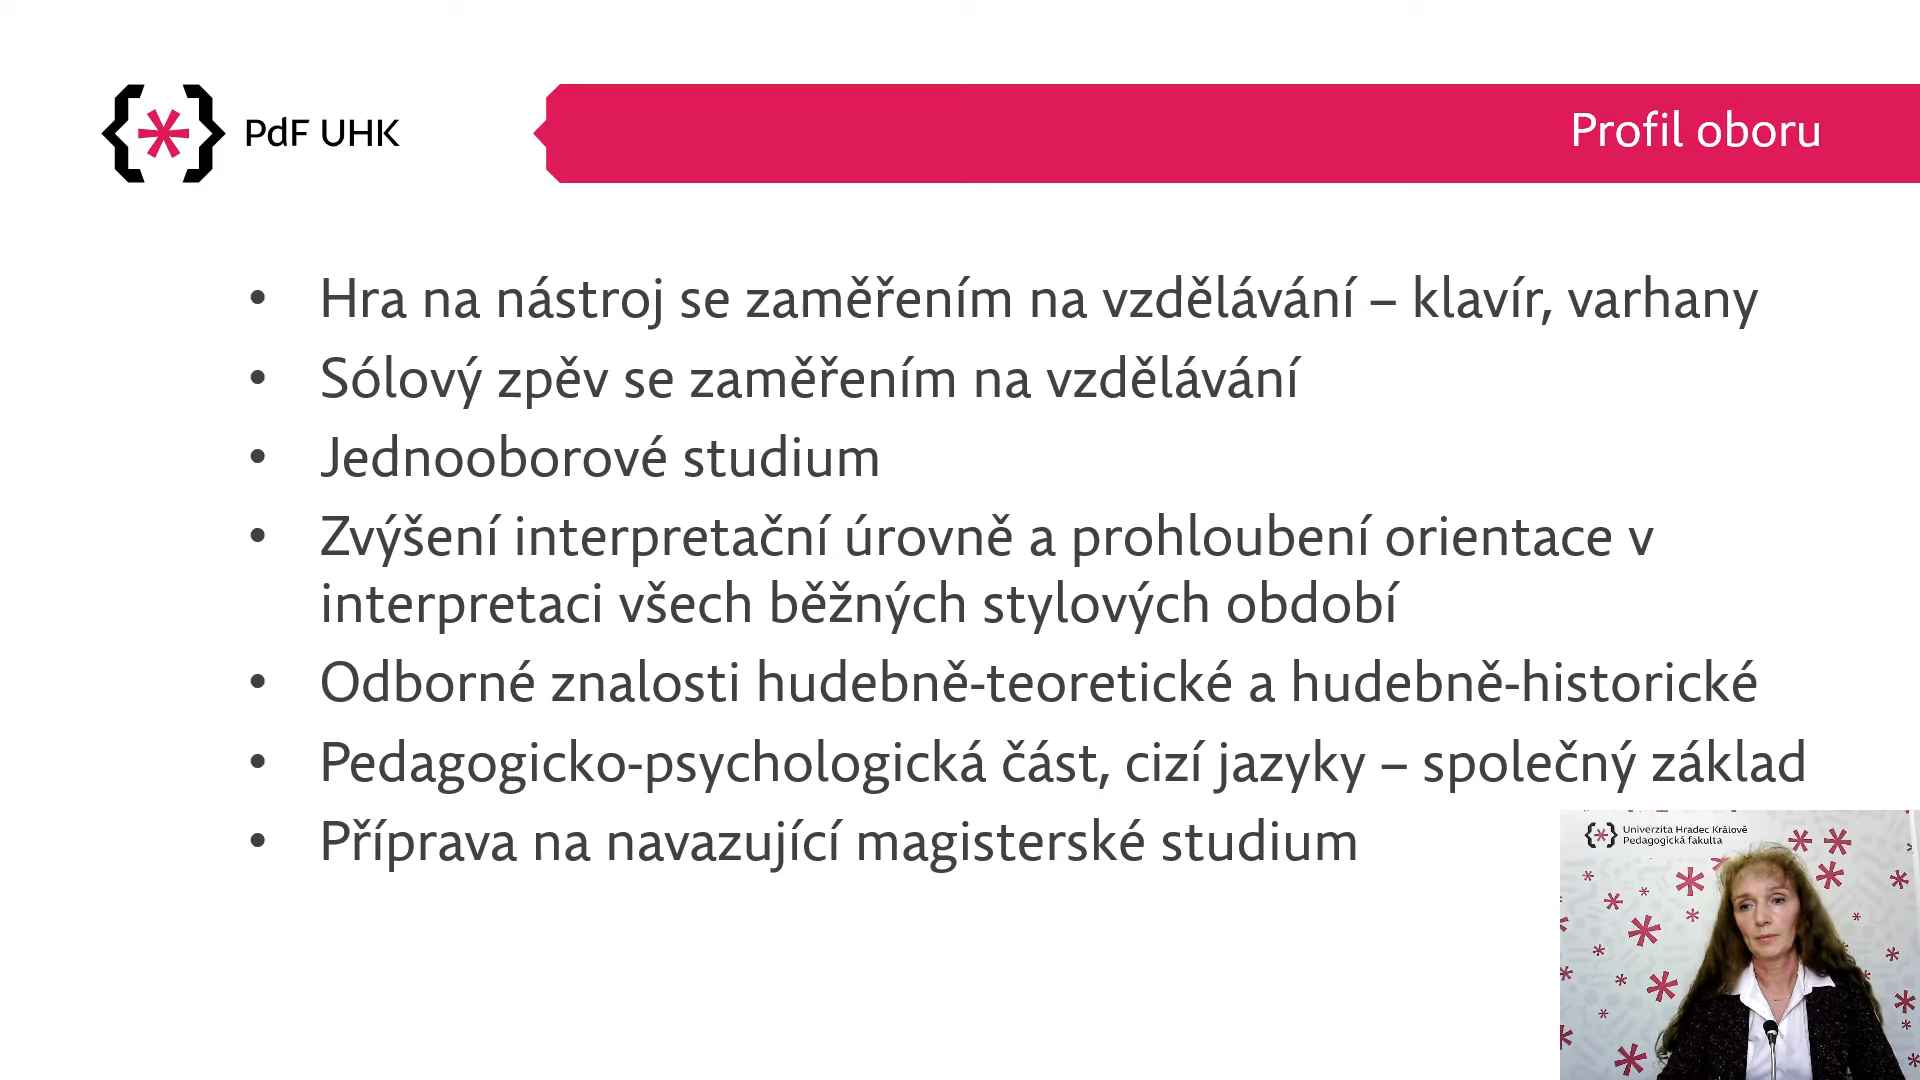 PdF UHK
Profil oboru
• Hra na nástroj se zaměřením na vzdělávání – klavír, varhany
• Sólový zpěv se zaměřením na vzdělávání
• Jednooborové studium
• Zvýšení interpretační úrovně a prohloubení orientace v
interpretaci všech běžných stylových období
• Odborné znalosti hudebně-teoretické a hudebně-historické
• Pedagogicko-psychologická část, cizí jazyky – společný základ
• Příprava na navazující magisterské studium
Univerzita Hradec Králové
Pedagogická fakulta